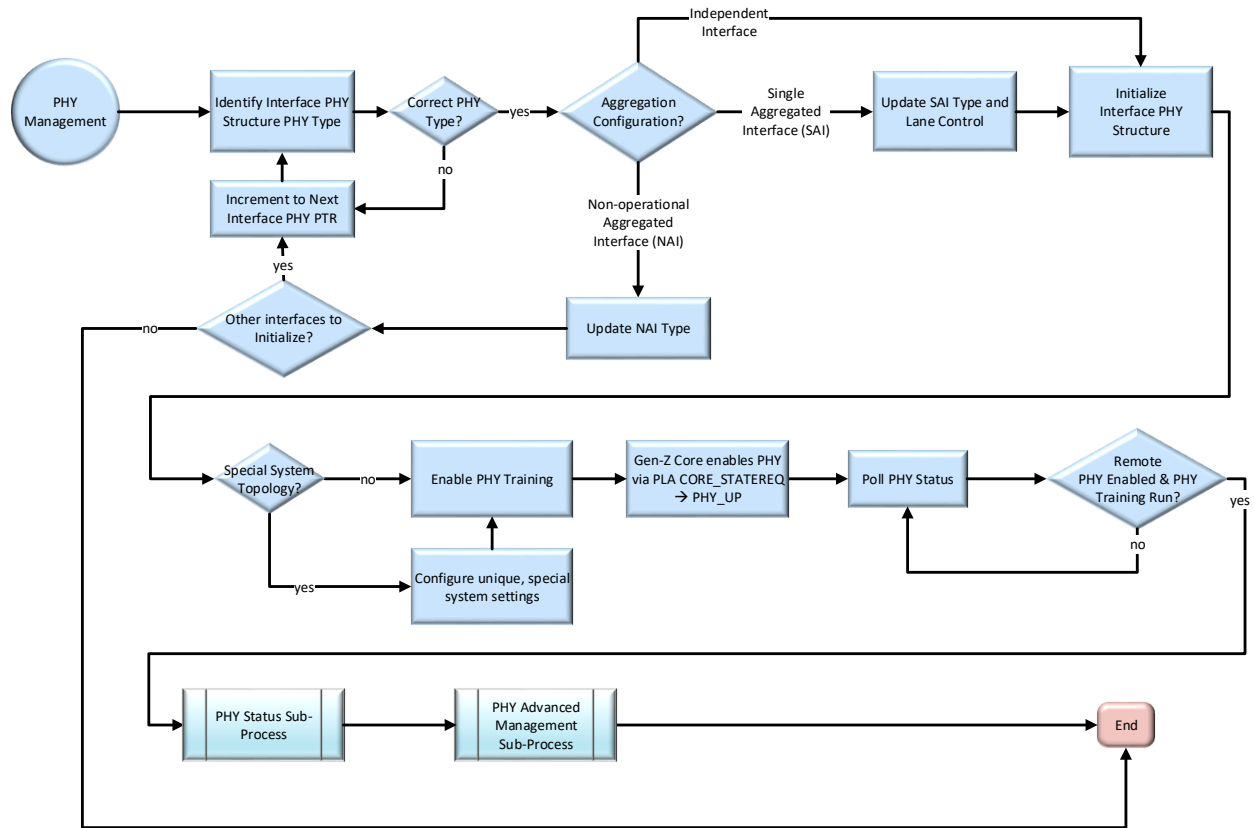 Independent
Interface
PHY
Management
Identify Interface PHY
Structure PHY Type
Correct PHY
Type?
yes
Aggregation
Configuration?
Single
Aggregated
Interface (SAI)
Update SAI Type and
Lane Control
Initialize
Interface PHY
Structure
no
Increment to Next
Interface PHY PTR
Non-operational
Aggregated
Interface (NAI)
yes
no
Other interfaces to
Initialize?
Update NAI Type
Special System
Topology?
no
Enable PHY Training
Gen-Z Core enables PHY
via PLA CORE_STATEREQ
→ PHY_UP
Poll PHY Status
Remote
PHY Enabled & PHY
Training Run?
yes
no
yes
Configure unique, special
system settings
PHY Status Sub-
Process
PHY Advanced
Management
Sub-Process
End